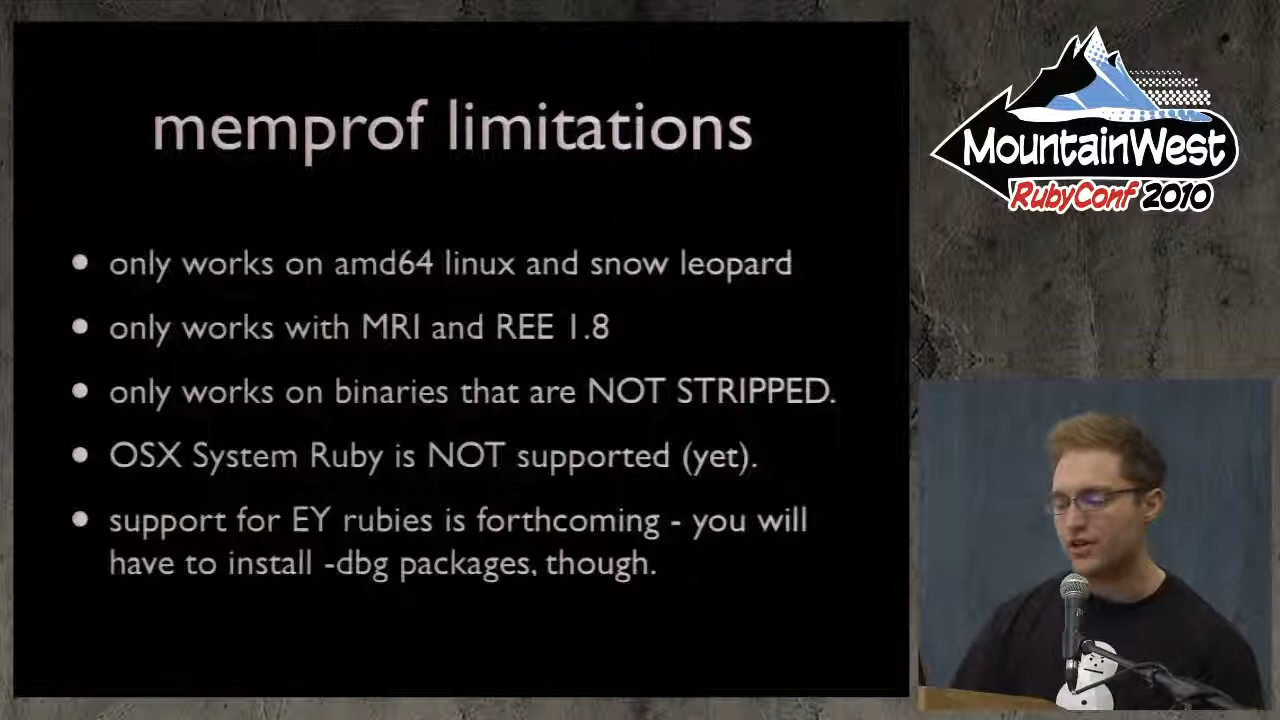 memprof limitations
• only works on amd64 linux and snow leopard
• only works with MRI and REE 1.8
• only works on binaries that are NOT STRIPPED.
• OSX System Ruby is NOT supported (yet).
• support for EY rubies is forthcoming - you will
have to install -dbg packages, though.
MountainWest
RubyConf 2010